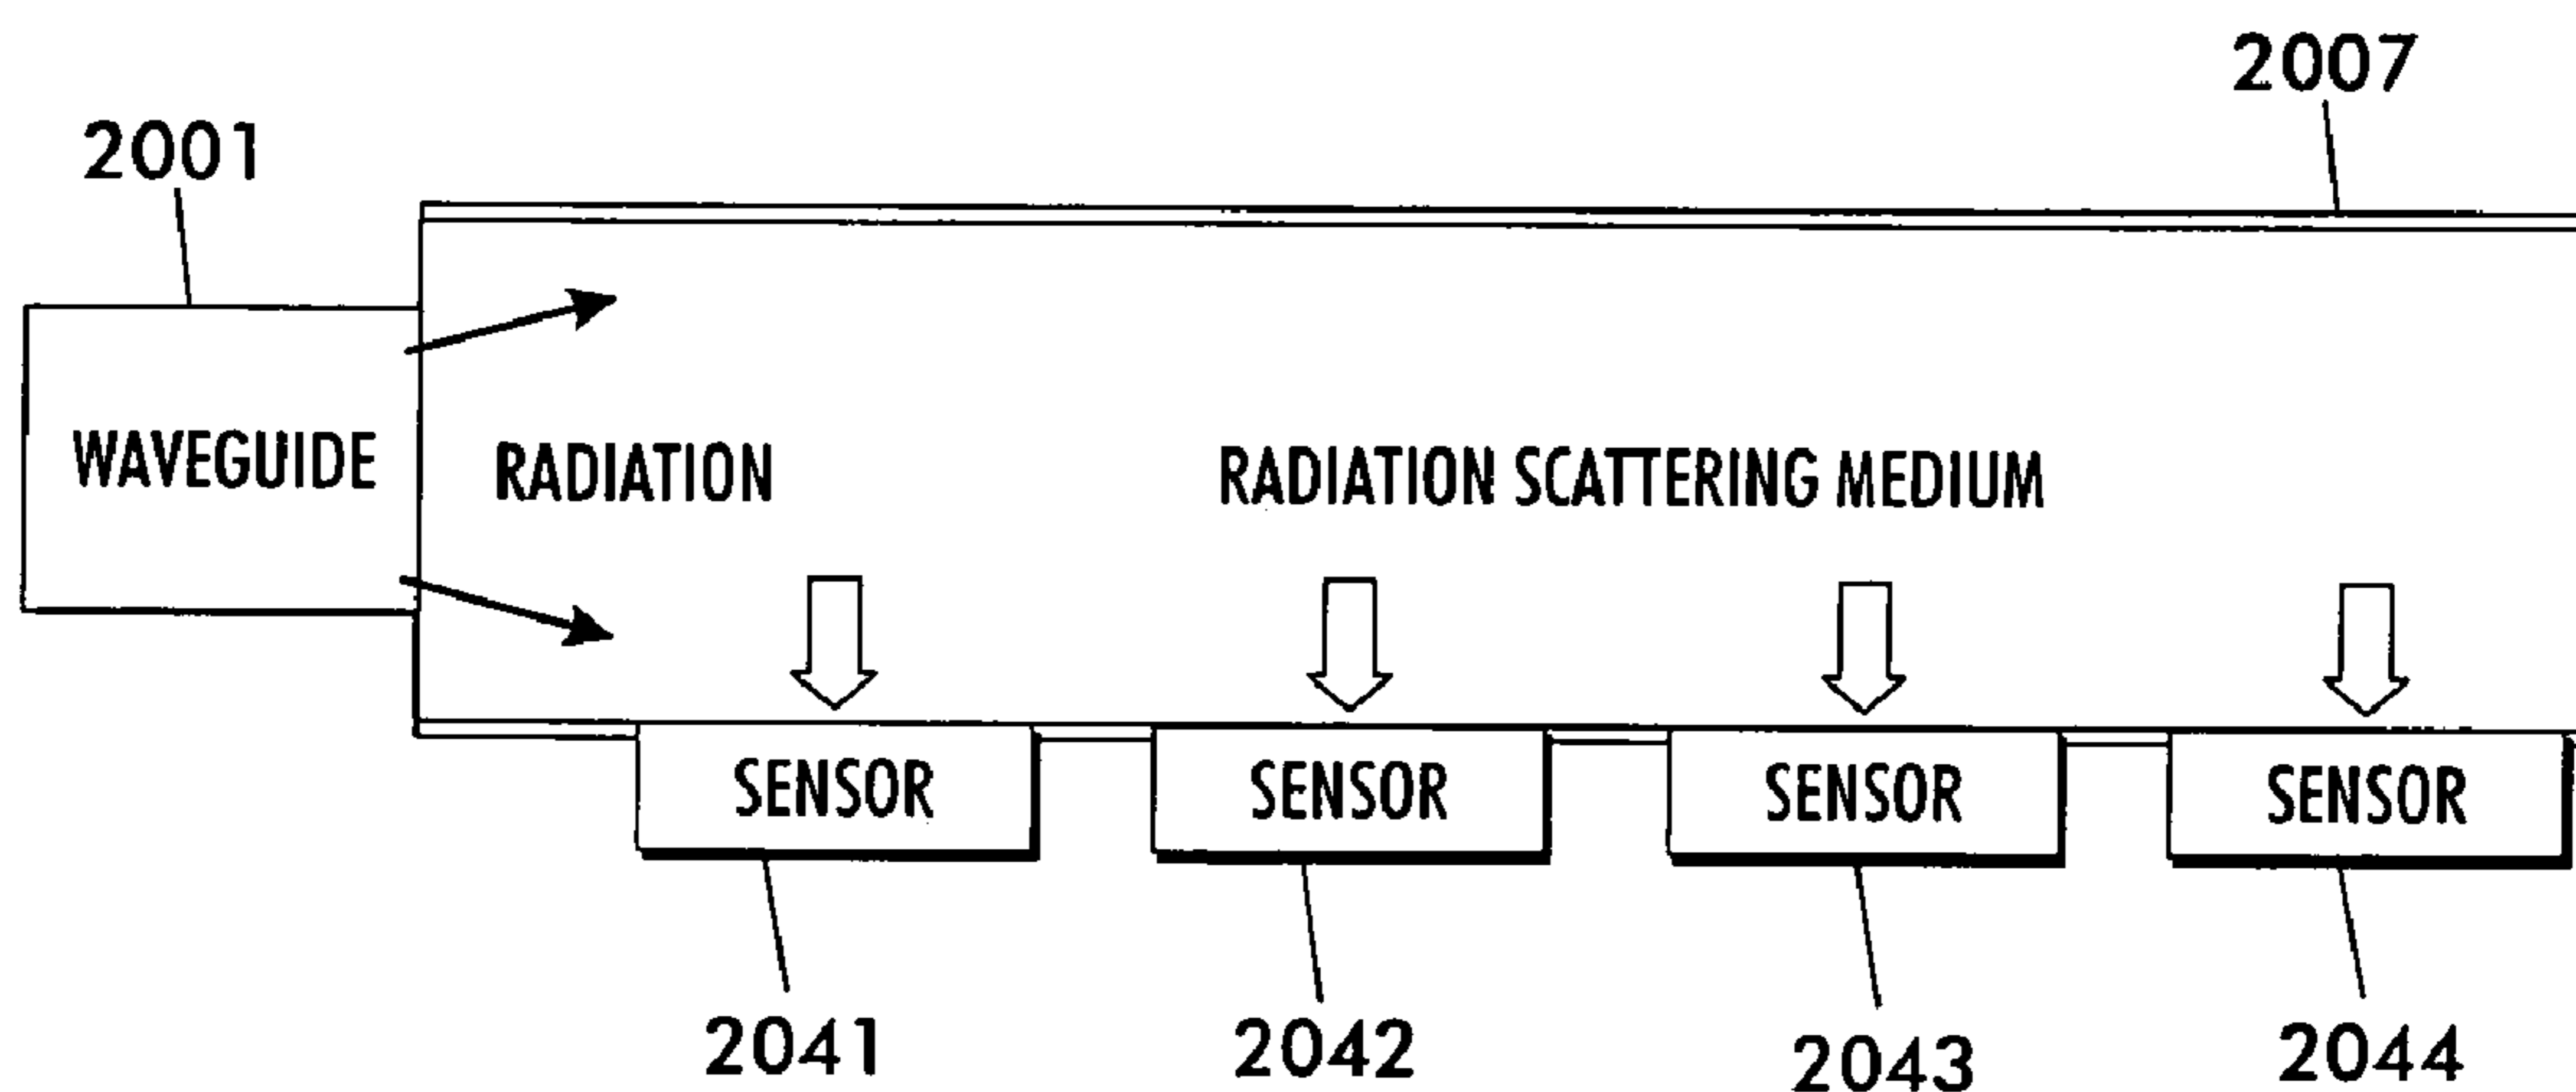 2007
2001
WAVEGUIDE
RADIATION
RADIATION SCATTERING MEDIUM
SENSOR
SENSOR
SENSOR
SENSOR
2041
2042
2043
2044